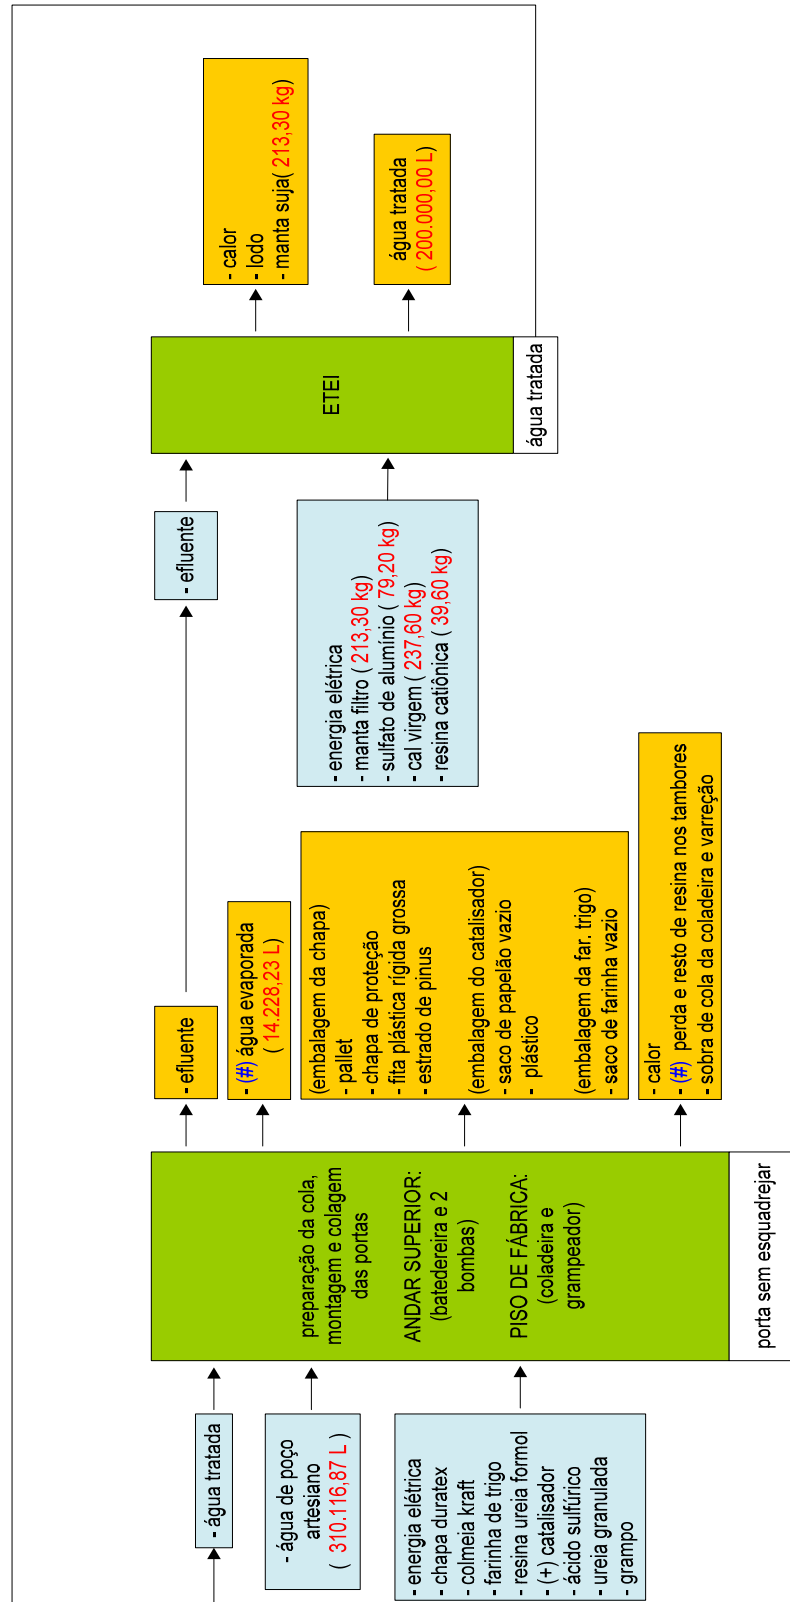 - água tratada
- água de poço
artesiano
( 310.116,87 L )
- energia elétrica
- chapa duratex
- colmeia kraft
- farinha de trigo
- resina ureia formol
- (+) catalisador
- ácido sulfúrico
- ureia granulada
- grampo
preparação da cola,
montagem e colagem
das portas
ANDAR SUPERIOR:
(batedereira e 2
bombas)
PISO DE FÁBRICA:
(coladeira e
grampeador)
porta sem esquadrejar
- efluente
- (#) água evaporada
( 14.228,23 L)
(embalagem da chapa)
- pallet
- chapa de proteção
- fita plástica rígida grossa
- estrado de pinus
(embalagem do catalisador)
- saco de papelão vazio
- plástico
(embalagem da far. trigo)
- saco de farinha vazio
- calor
- (#) perda e resto de resina nos tambores
- sobra de cola da coladeira e varreção
- efluente
- energia elétrica
- manta filtro ( 213,30 kg)
- sulfato de alumínio ( 79,20 kg)
- cal virgem ( 237,60 kg)
- resina catiônica ( 39,60 kg)
ETEI
água tratada
- calor
- lodo
- manta suja( 213,30 kg)
água tratada
( 200.000,00 L)